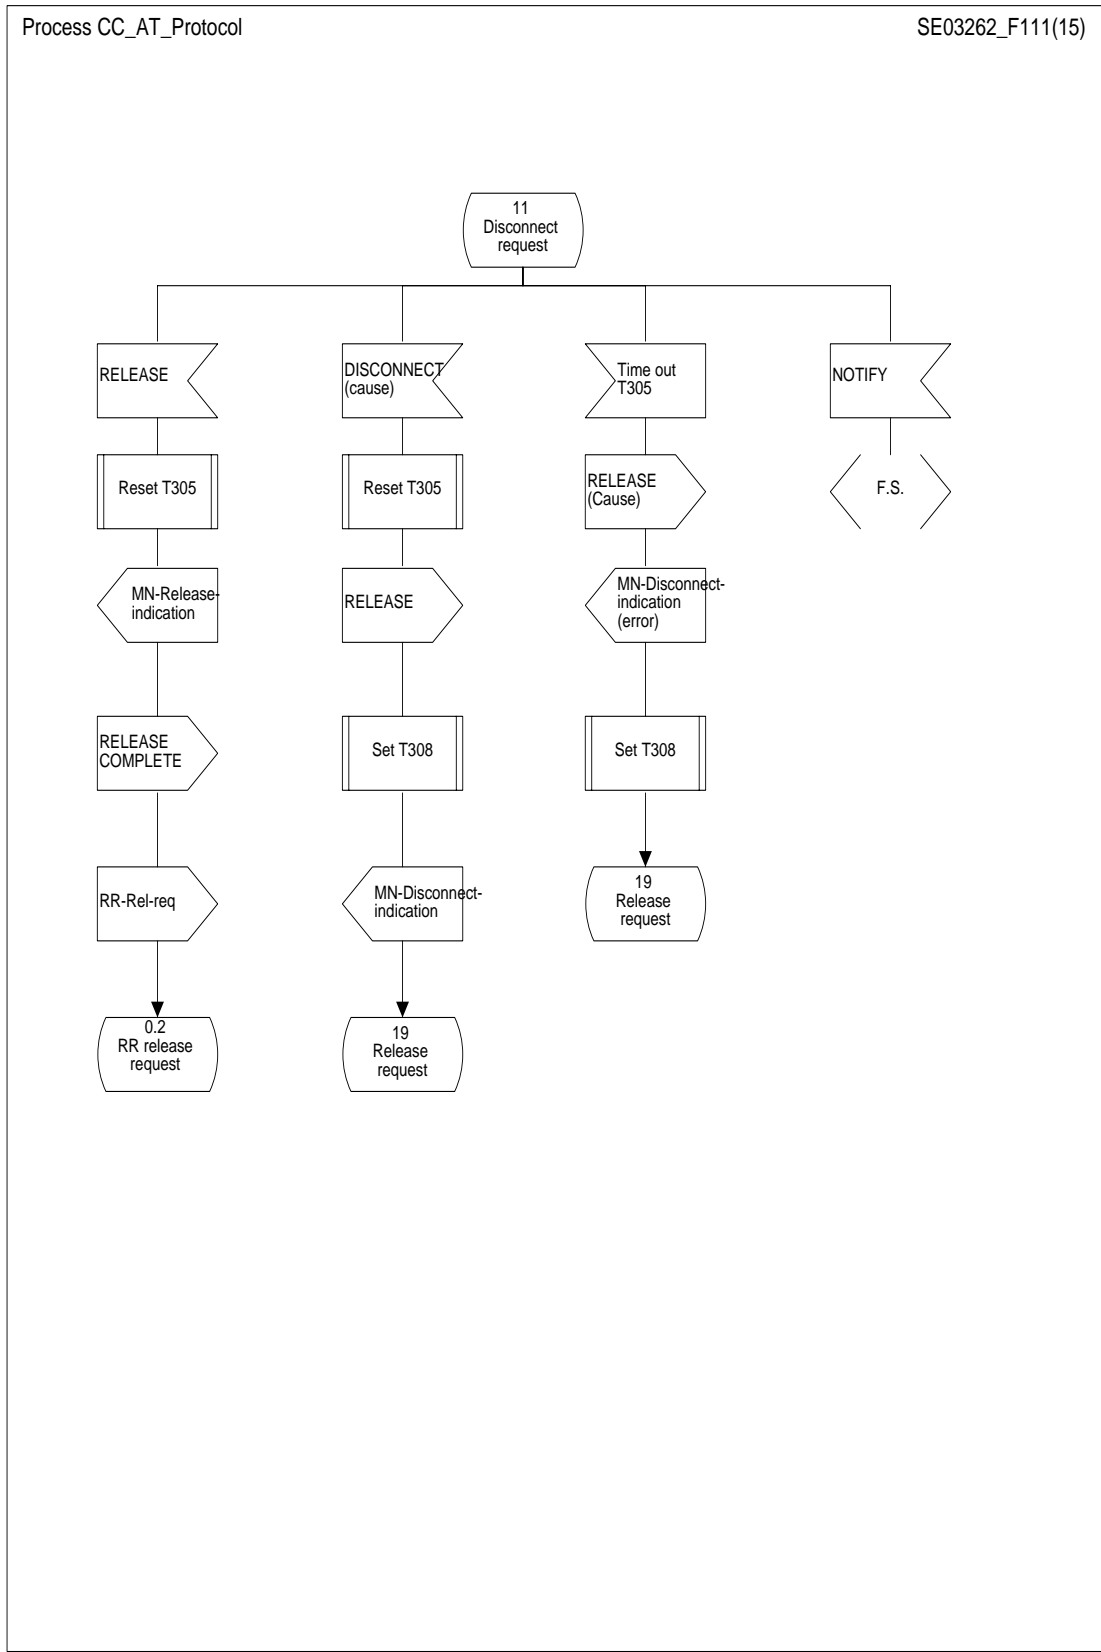 Process CC_AT_Protocol
SE03262_F111(15)
11
Disconnect
request
RELEASE
DISCONNECT
(cause)
Time out
T305
NOTIFY
Reset T305
Reset T305
RELEASE
(Cause)
F.S.
MN-Release-
indication
RELEASE
MN-Disconnect-
indication
(error)
RELEASE
COMPLETE
Set T308
Set T308
RR-Rel-req
MN-Disconnect-
indication
19
Release
request
0.2
RR release
request
19
Release
request